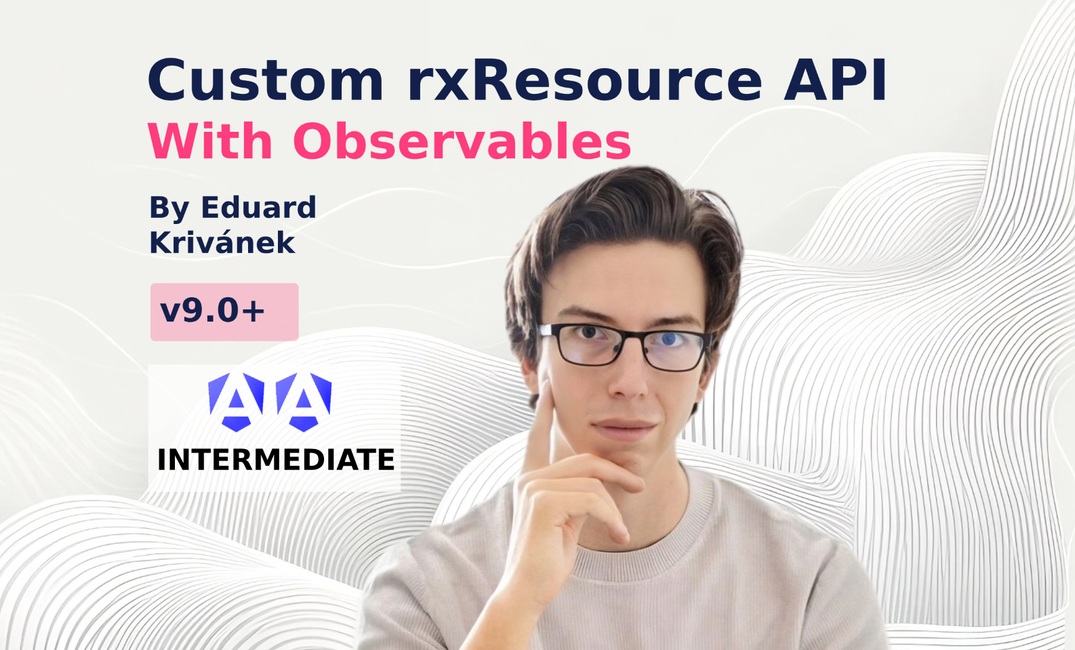 Custom rxResource API
With Observables
By Eduard
Krivánek
v9.0+
INTERMEDIATE